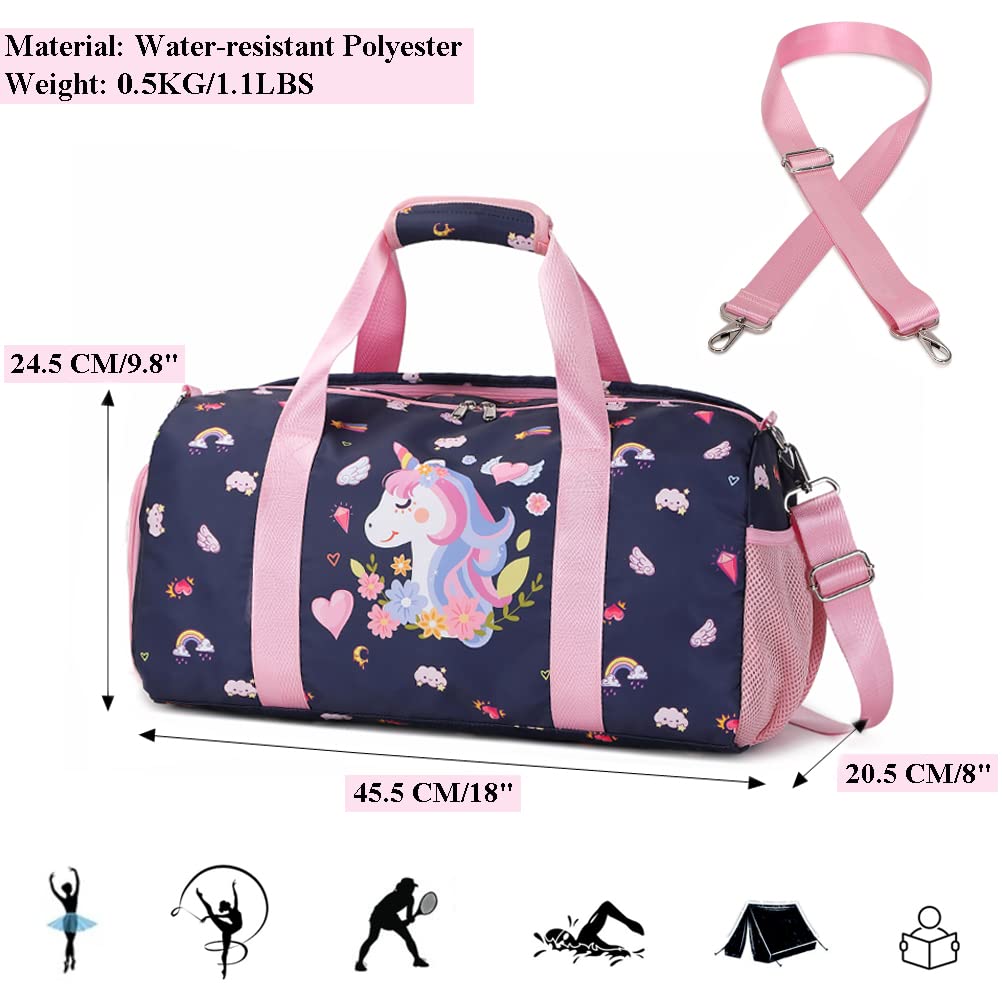 Material: Water-resistant Polyester
Weight: 0.5KG/1.1LBS
24.5 CM/9.8"
45.5 CM/18"
20.5 CM/8"